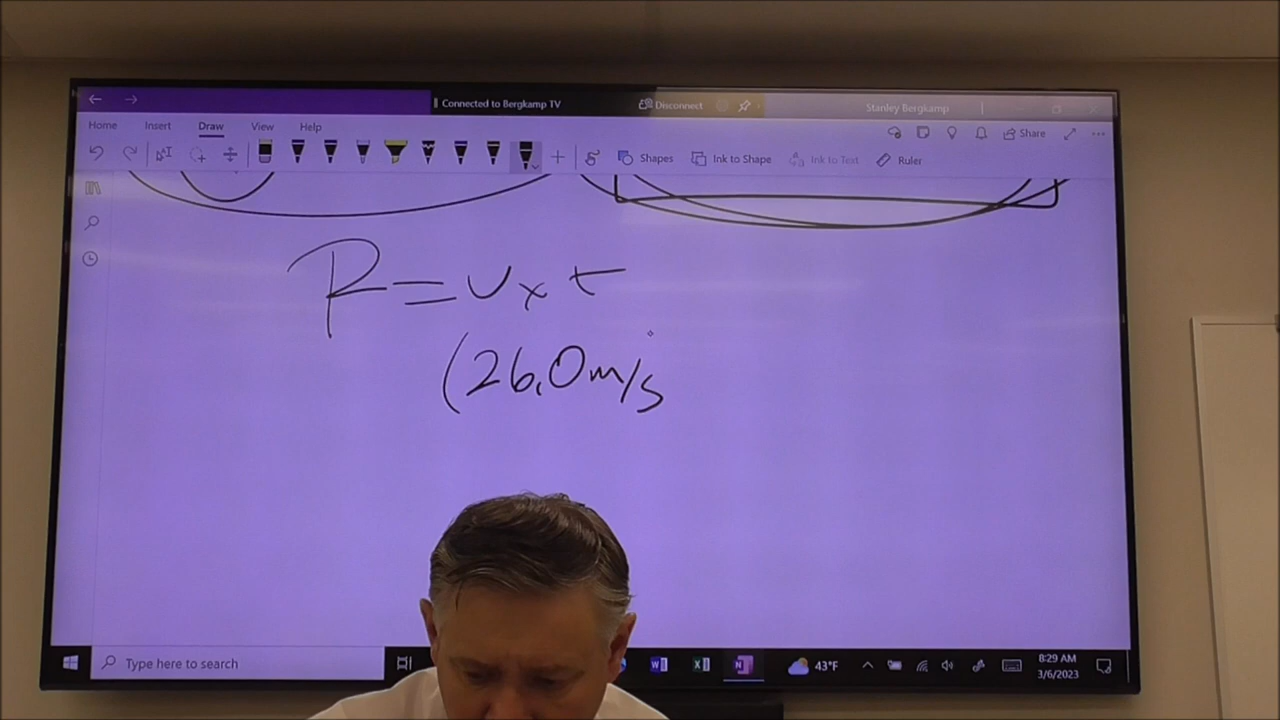 Connected to Bergkamp TV
Disconnect
Stanley Bergkamp
Home Insert Draw View Help
Share
Shapes Ink to Shape Ink to Text Ruler
R = vx t
(26.0m/s
Type here to search
43°F
8:29 AM
3/6/2023